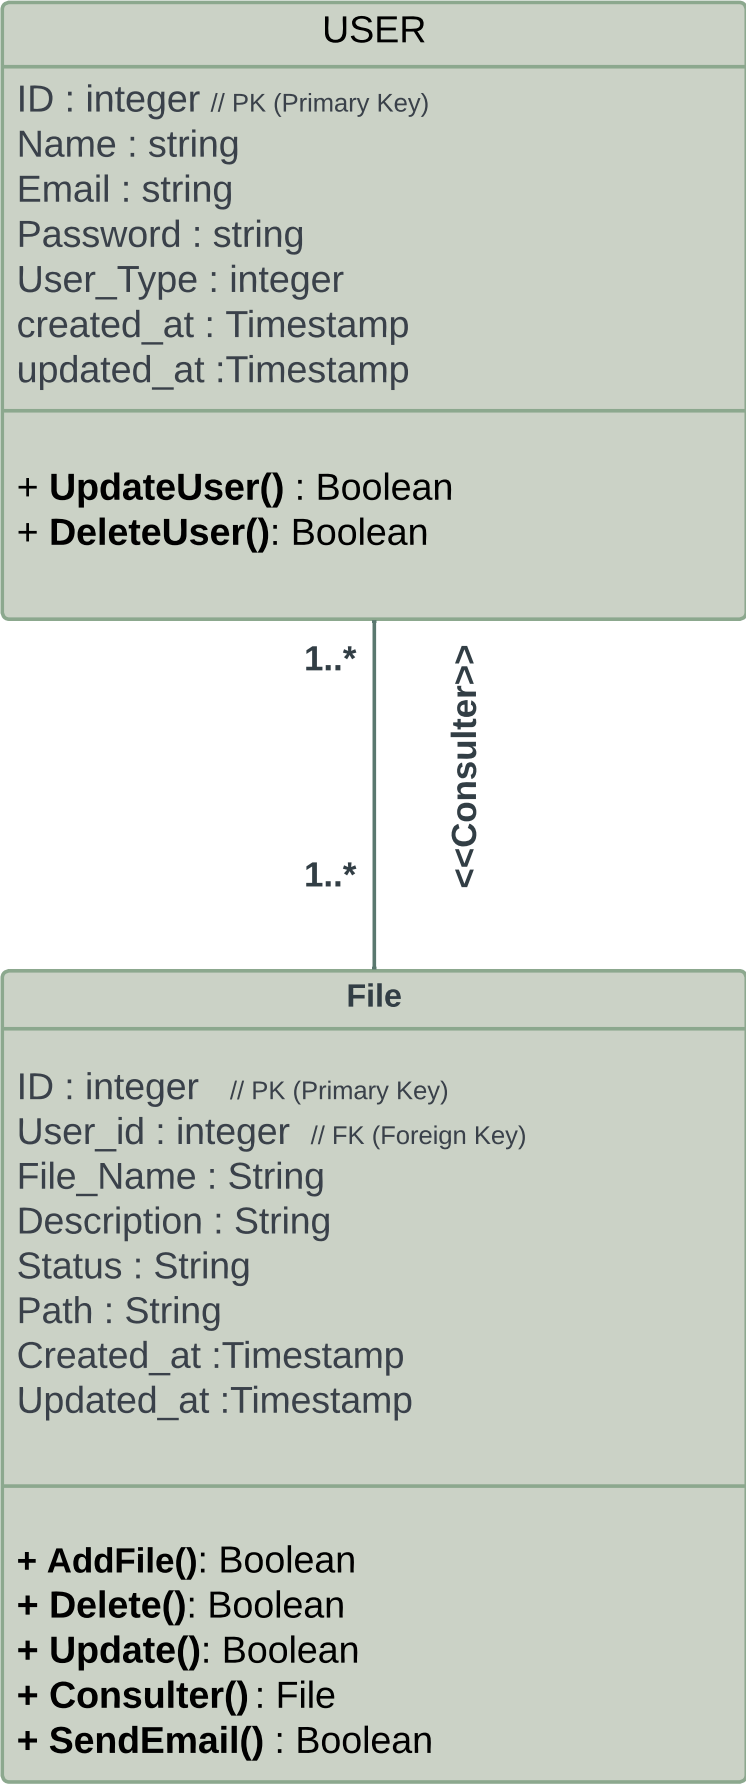 USER
ID : integer // PK (Primary Key)
Name : string
Email : string
Password : string
User_Type : integer
created_at : Timestamp
updated_at :Timestamp
+ UpdateUser() : Boolean
+ DeleteUser(): Boolean
1..*
<<Consulter>>
1..*
File
ID : integer // PK (Primary Key)
User_id : integer // FK (Foreign Key)
File_Name : String
Description : String
Status : String
Path : String
Created_at :Timestamp
Updated_at :Timestamp
+ AddFile(): Boolean
+ Delete(): Boolean
+ Update(): Boolean
+ Consulter() : File
+ SendEmail() : Boolean